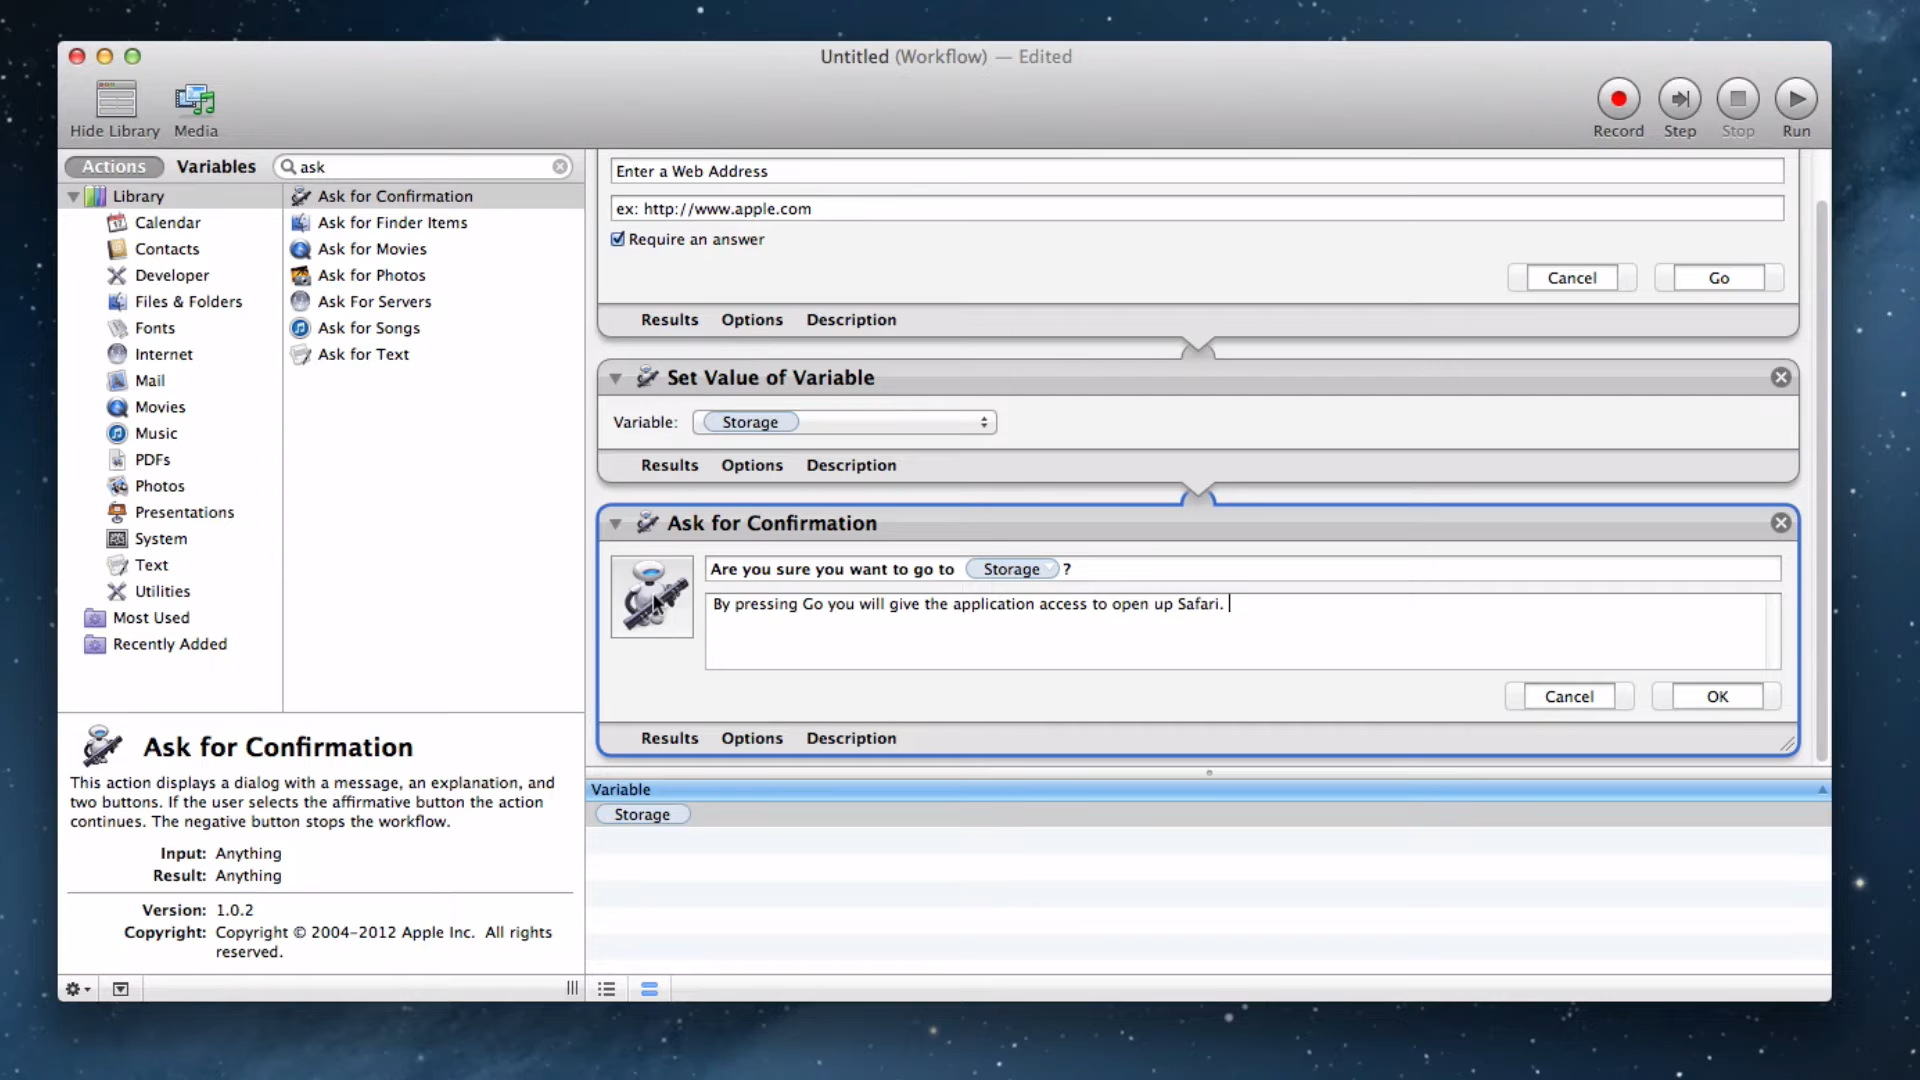 Untitled (Workflow) — Edited
Hide Library
Media
Record
Step
Stop
Run
Actions
Variables
ask
Library
Calendar
Contacts
Developer
Files & Folders
Fonts
Internet
Mail
Movies
Music
PDFs
Photos
Presentations
System
Text
Utilities
Most Used
Recently Added
Ask for Confirmation
Ask for Finder Items
Ask for Movies
Ask for Photos
Ask For Servers
Ask for Songs
Ask for Text
Enter a Web Address
ex: http://www.apple.com
Require an answer
Cancel
Go
Results
Options
Description
Set Value of Variable
Variable:
Storage
Results
Options
Description
Ask for Confirmation
Are you sure you want to go to Storage ?
By pressing Go you will give the application access to open up Safari.
Cancel
OK
Results
Options
Description
Variable
Storage
Ask for Confirmation
This action displays a dialog with a message, an explanation, and
two buttons. If the user selects the affirmative button the action
continues. The negative button stops the workflow.
Input: Anything
Result: Anything
Version: 1.0.2
Copyright: Copyright © 2004–2012 Apple Inc. All rights
reserved.